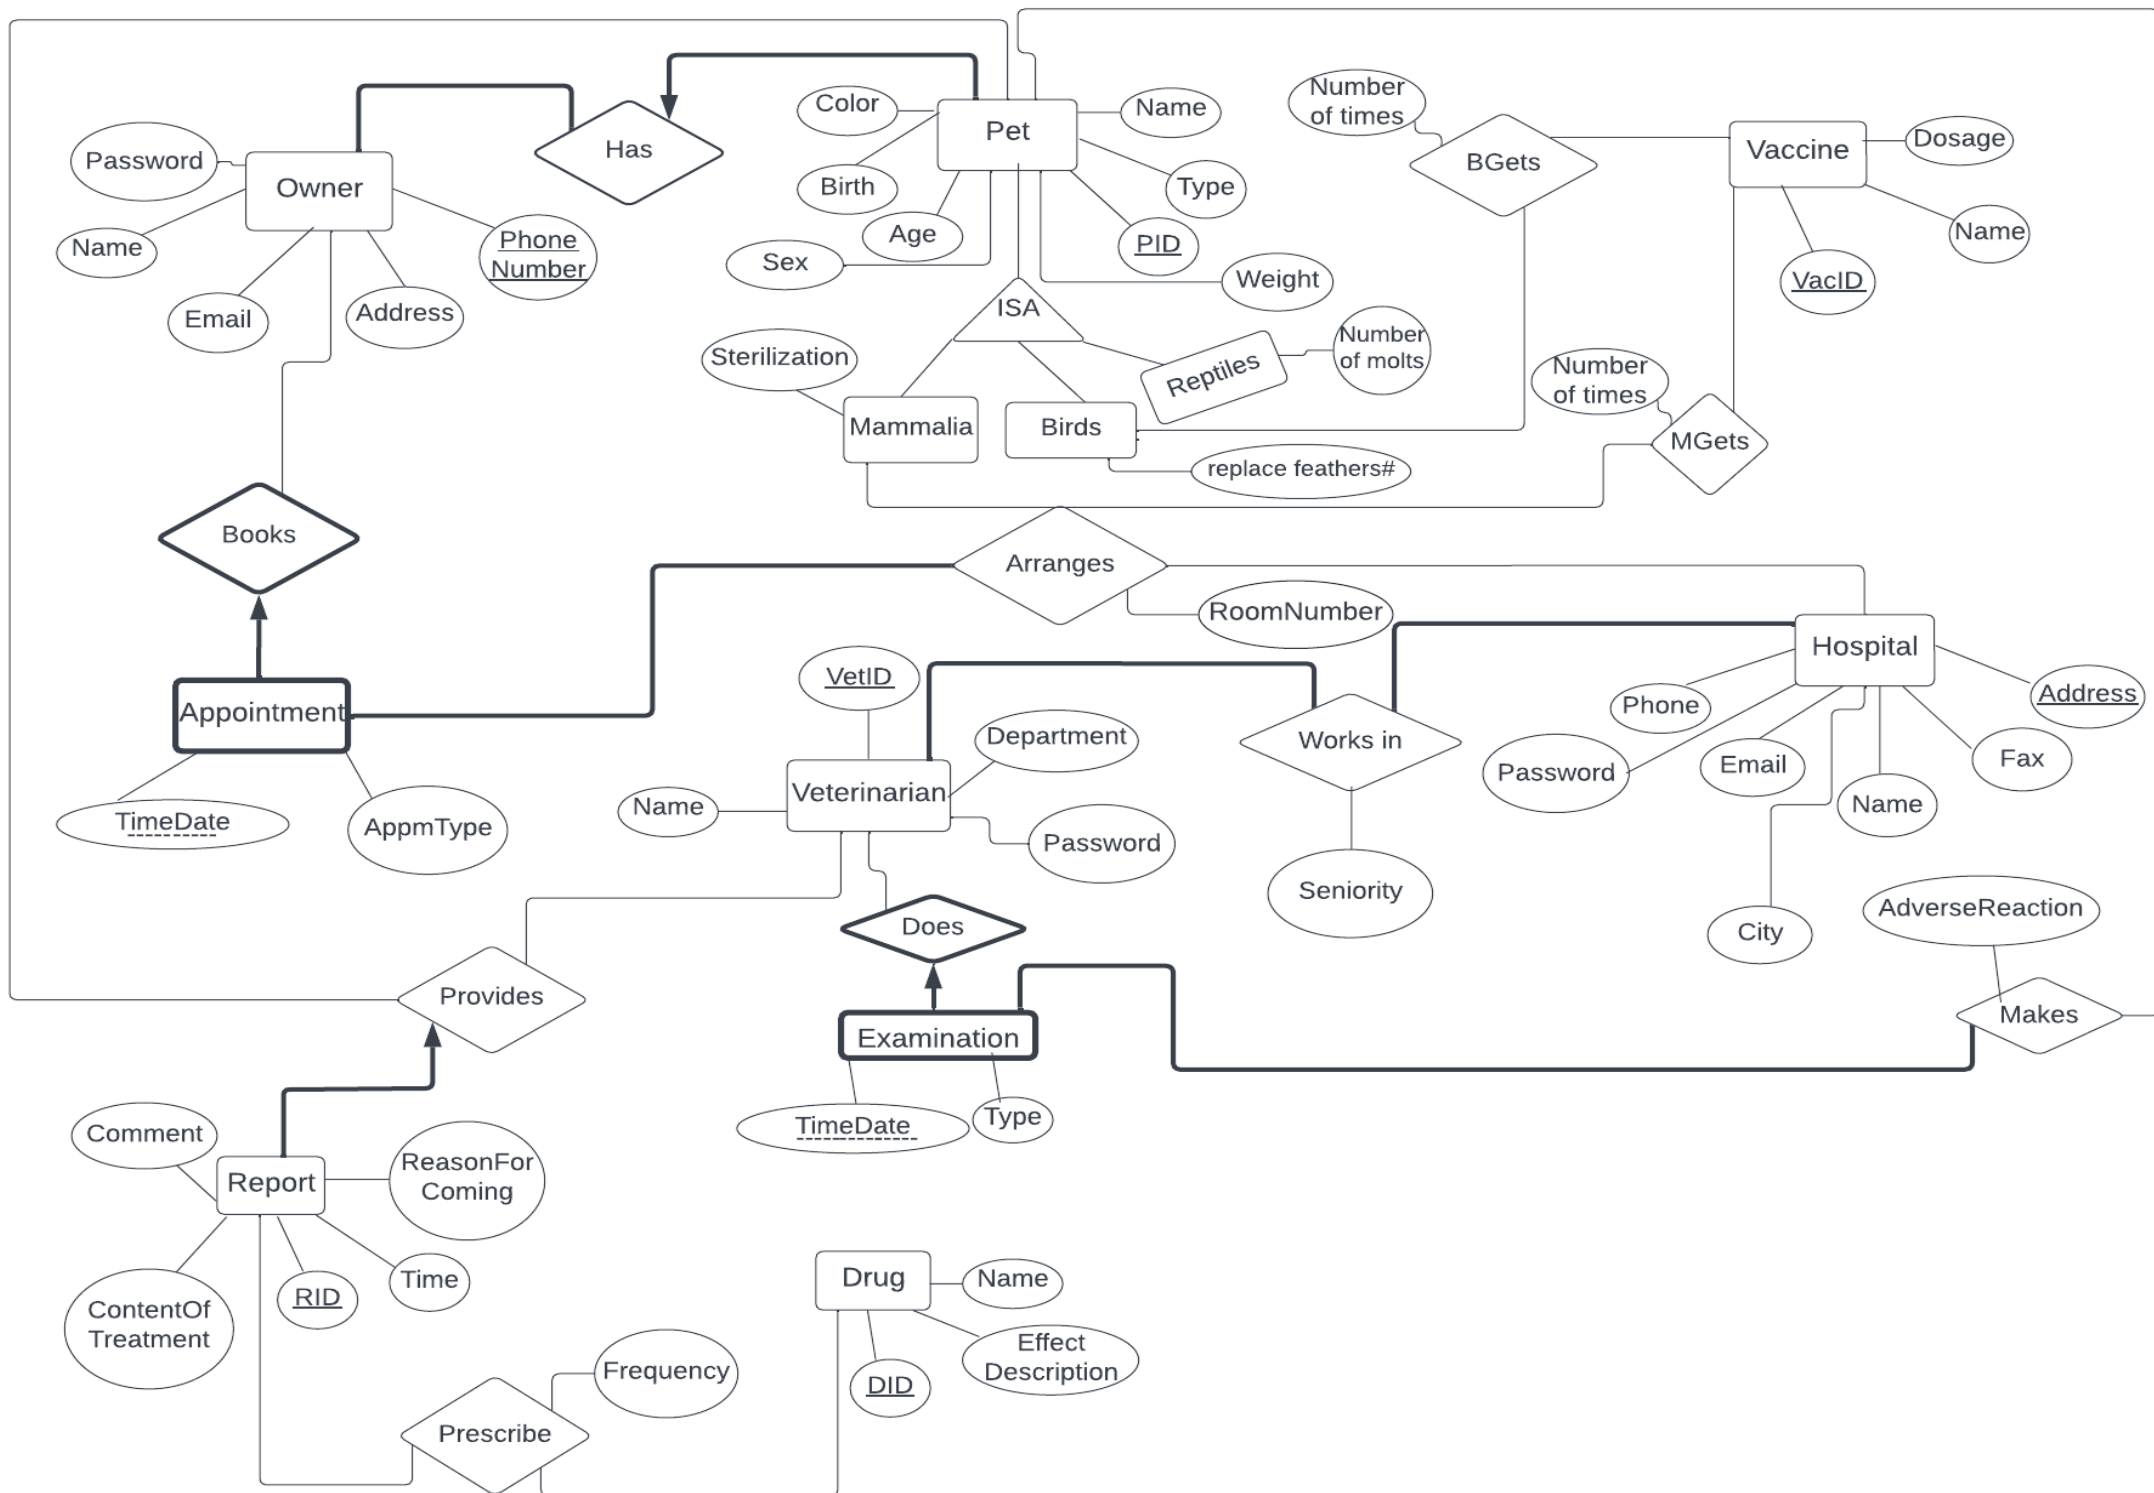 Color
Pet
Name
Number
of times
BGets
Vaccine
Dosage
Password
Owner
Has
Birth
Type
Name
Phone
Number
Age
PID
Name
Sex
Weight
VacID
Email
Address
ISA
Sterilization
Reptiles
Number
of molts
Number
of times
Mammalia
Birds
MGets
replace feathers#
Books
Arranges
RoomNumber
Hospital
VetID
Address
Appointment
Phone
Department
Works in
Password
Email
Fax
Veterinarian
Name
Name
TimeDate
AppmType
Password
Seniority
AdverseReaction
Does
City
Provides
Makes
Examination
TimeDate
Type
Comment
Report
ReasonFor
Coming
Time
RID
ContentOf
Treatment
Drug
Name
Effect
Description
DID
Frequency
Prescribe